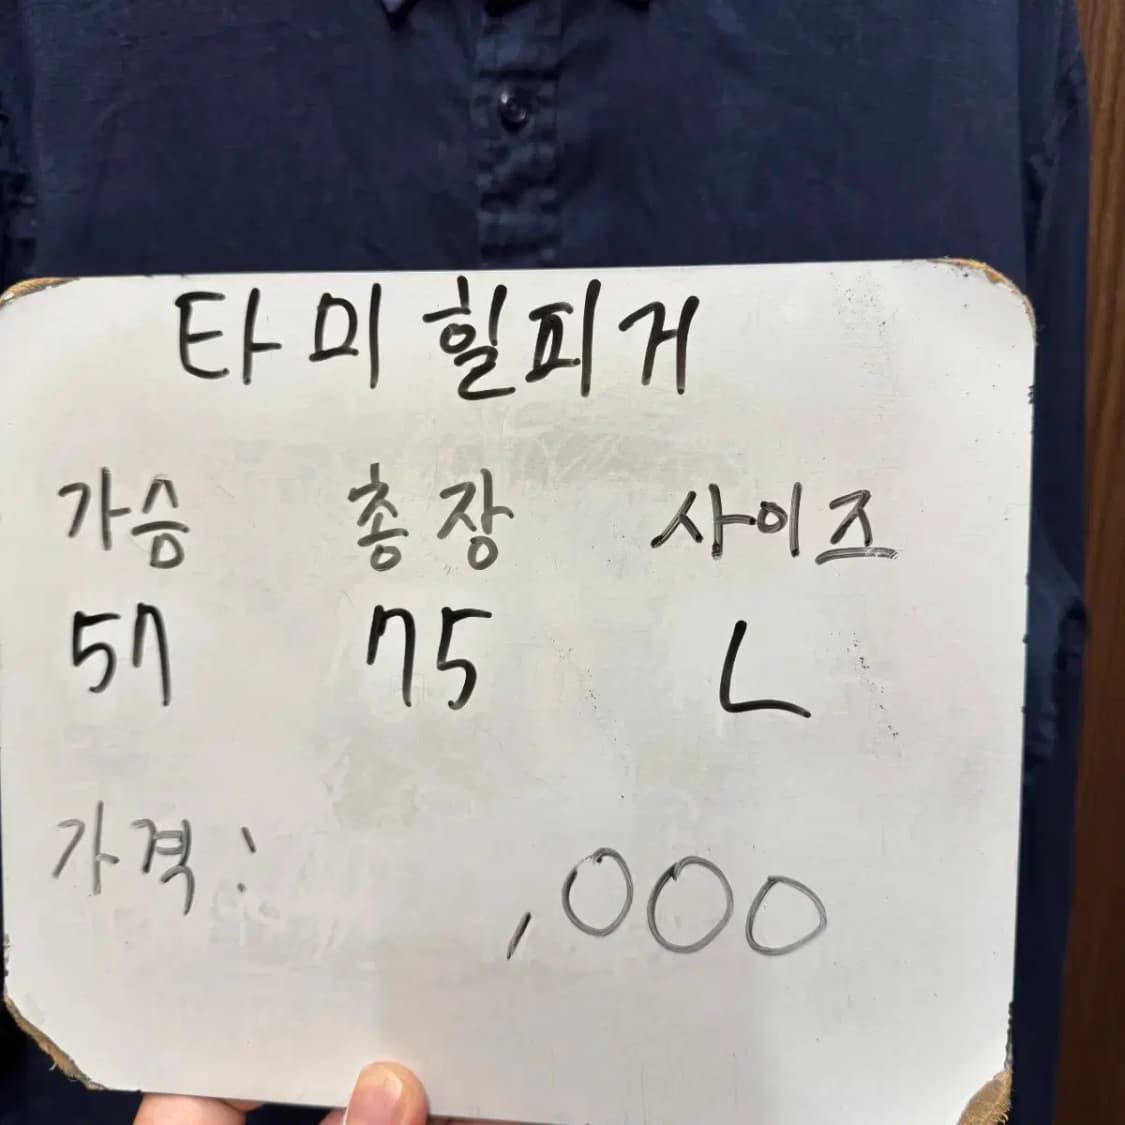 타미힐피거
가슴 총장 사이즈
57 75 L
가격: ,000